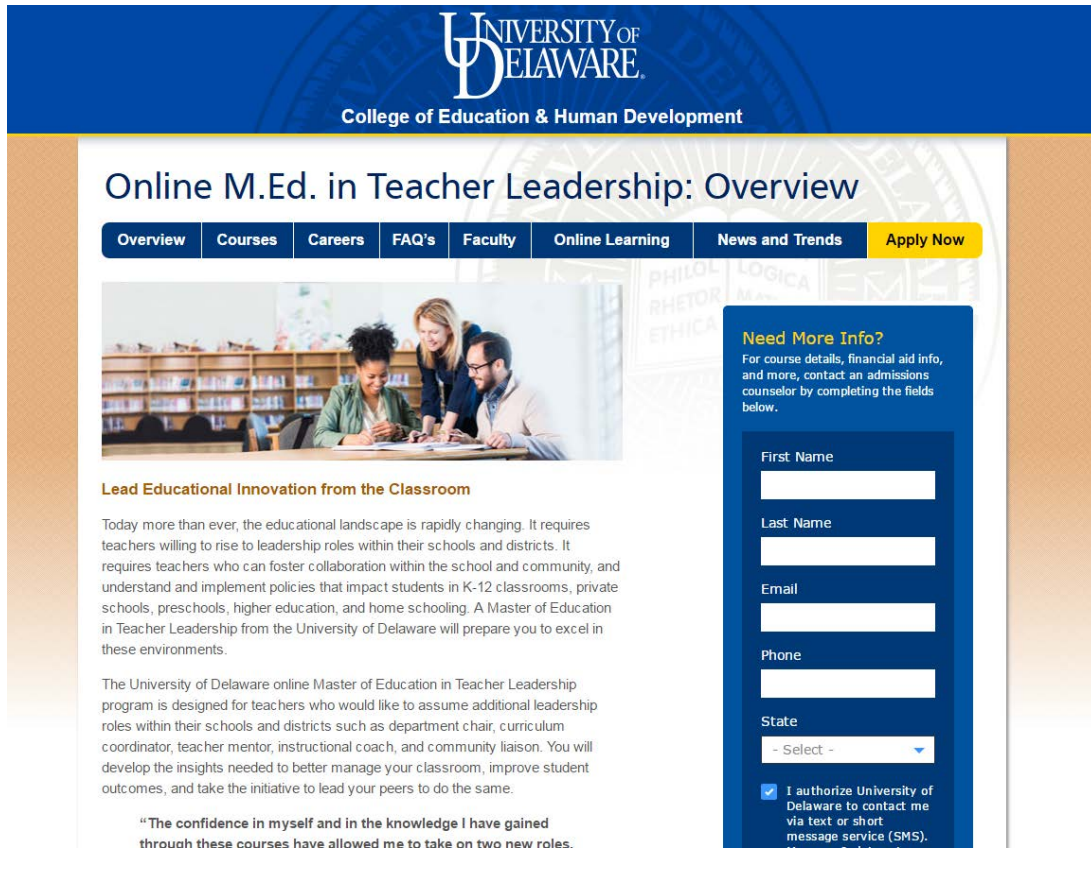 UNIVERSITY OF
DELAWARE.
College of Education & Human Development
Online M.Ed. in Teacher Leadership: Overview
Overview Courses Careers FAQ's Faculty Online Learning News and Trends Apply Now
PHILOL LOGICA
RHETOR
ETHICA
Lead Educational Innovation from the Classroom
Today more than ever, the educational landscape is rapidly changing. It requires
teachers willing to rise to leadership roles within their schools and districts. It
requires teachers who can foster collaboration within the school and community, and
understand and implement policies that impact students in K-12 classrooms, private
schools, preschools, higher education, and home schooling. A Master of Education
in Teacher Leadership from the University of Delaware will prepare you to excel in
these environments.
The University of Delaware online Master of Education in Teacher Leadership
program is designed for teachers who would like to assume additional leadership
roles within their schools and districts such as department chair, curriculum
coordinator, teacher mentor, instructional coach, and community liaison. You will
develop the insights needed to better manage your classroom, improve student
outcomes, and take the initiative to lead your peers to do the same.
“The confidence in myself and in the knowledge I have gained
through these courses have allowed me to take on two new roles.
Need More Info?
For course details, financial aid info,
and more, contact an admissions
counselor by completing the fields
below.
First Name
Last Name
Email
Phone
State
- Select -
I authorize University of
Delaware to contact me
via text or short
message service (SMS).